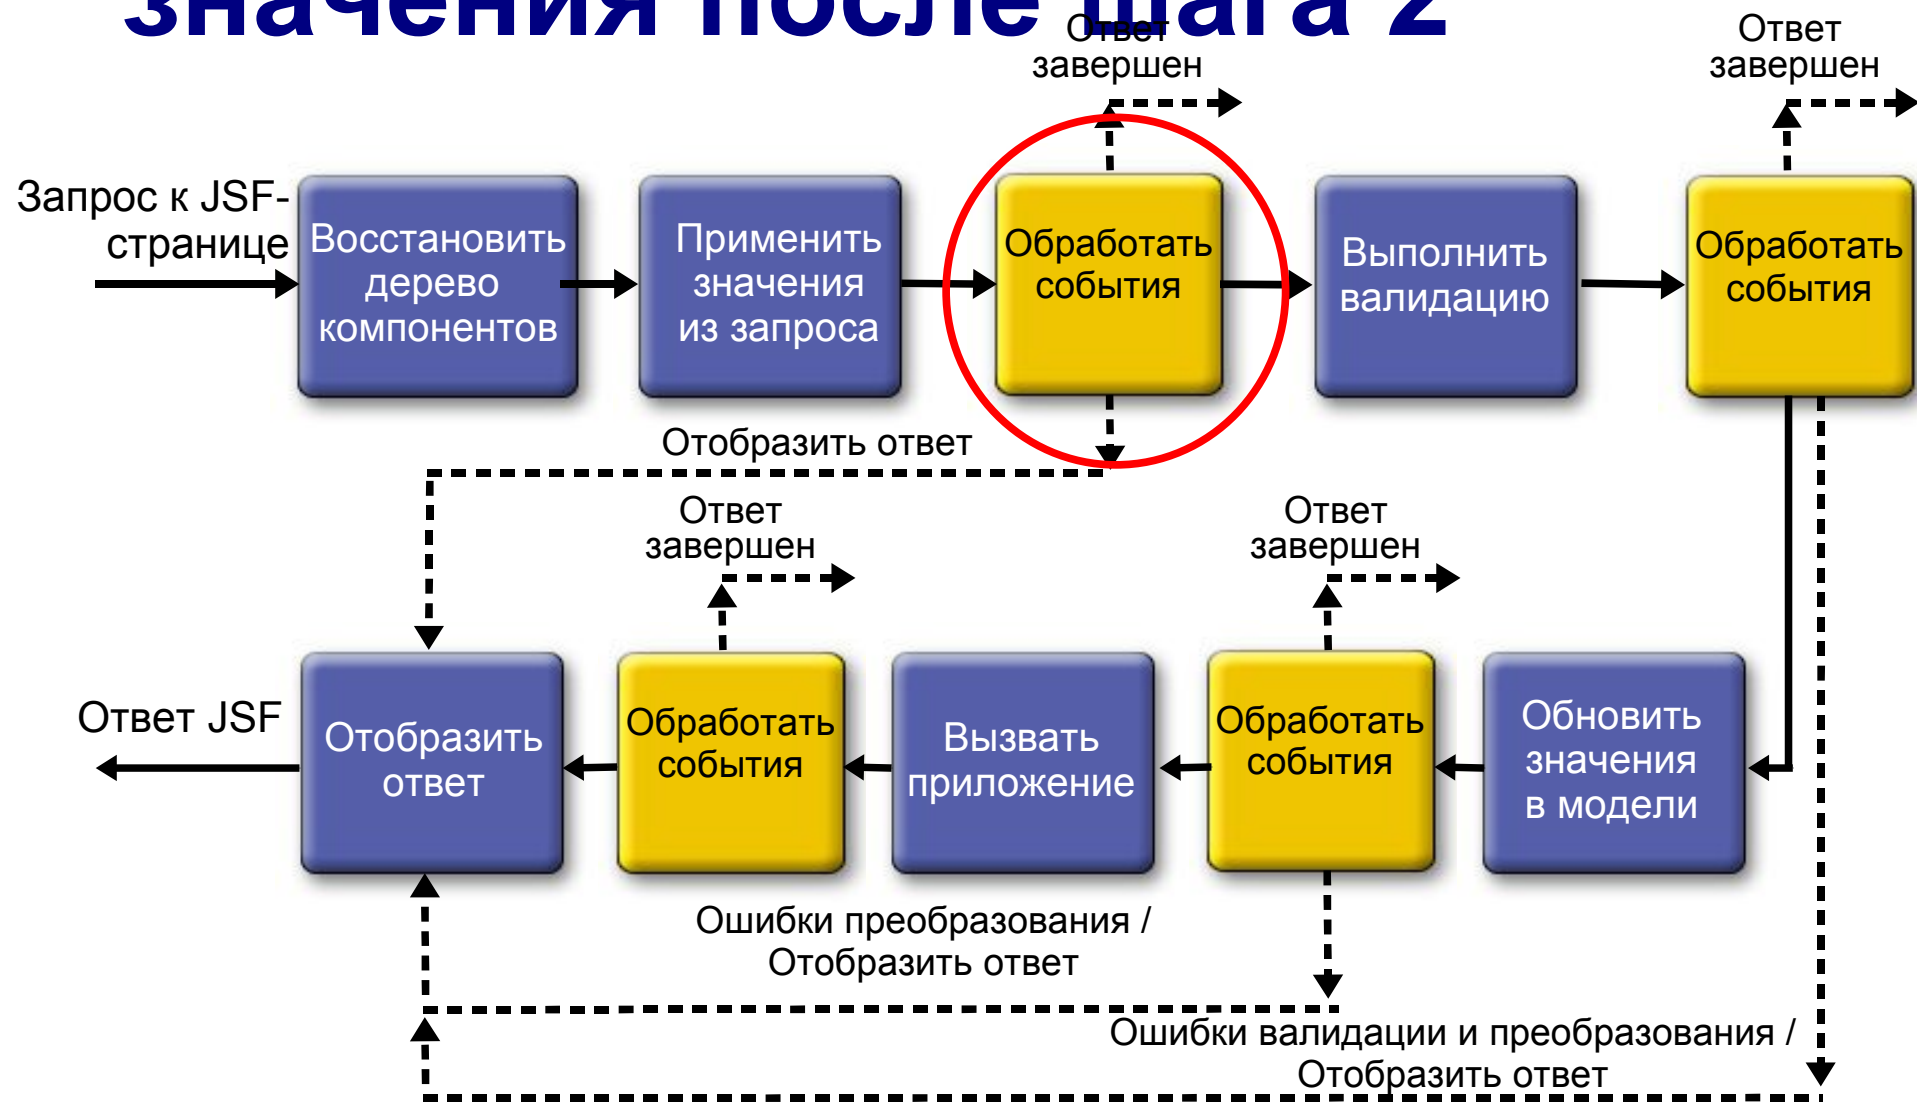 значения после шага 2
Ответ
завершен
Ответ
завершен
Запрос к JSF-
странице
Восстановить
дерево
компонентов
Применить
значения
из запроса
Обработать
события
Выполнить
валидацию
Обработать
события
Отобразить ответ
Ответ
завершен
Ответ
завершен
Ответ JSF
Отобразить
ответ
Обработать
события
Вызвать
приложение
Обработать
события
Обновить
значения
в модели
Ошибки преобразования /
Отобразить ответ
Ошибки валидации и преобразования /
Отобразить ответ